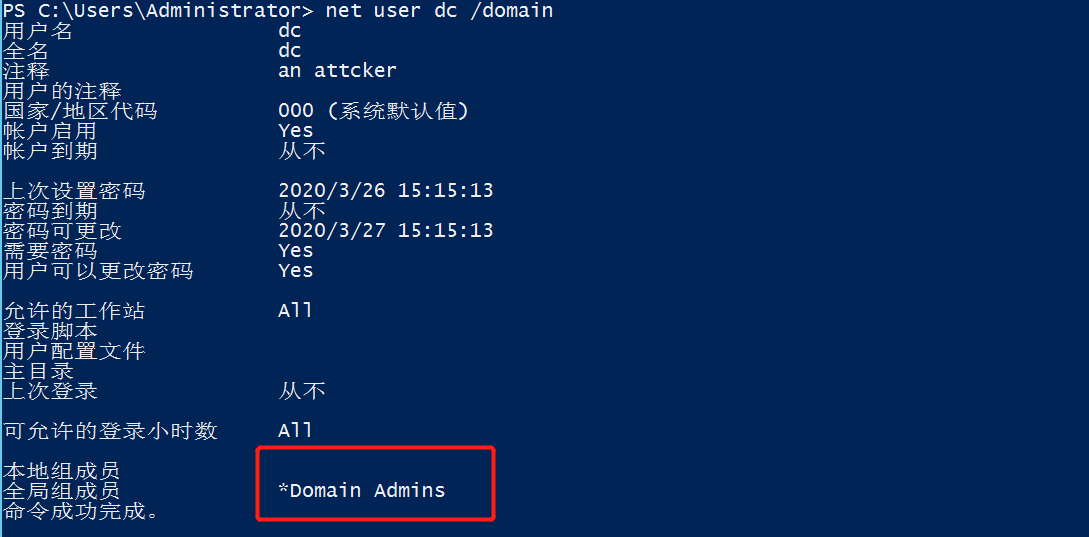 PS C:\Users\Administrator> net user dc /domain
用户名 dc
全名 dc
注释 an attcker
用户的注释
国家/地区代码 000 (系统默认值)
帐户启用 Yes
帐户到期 从不
上次设置密码 2020/3/26 15:15:13
密码到期 从不
密码可更改 2020/3/27 15:15:13
需要密码 Yes
用户可以更改密码 Yes
允许的工作站 All
登录脚本
用户配置文件
主目录
上次登录 从不
可允许的登录小时数 All
本地组成员
全局组成员 *Domain Admins
命令成功完成。